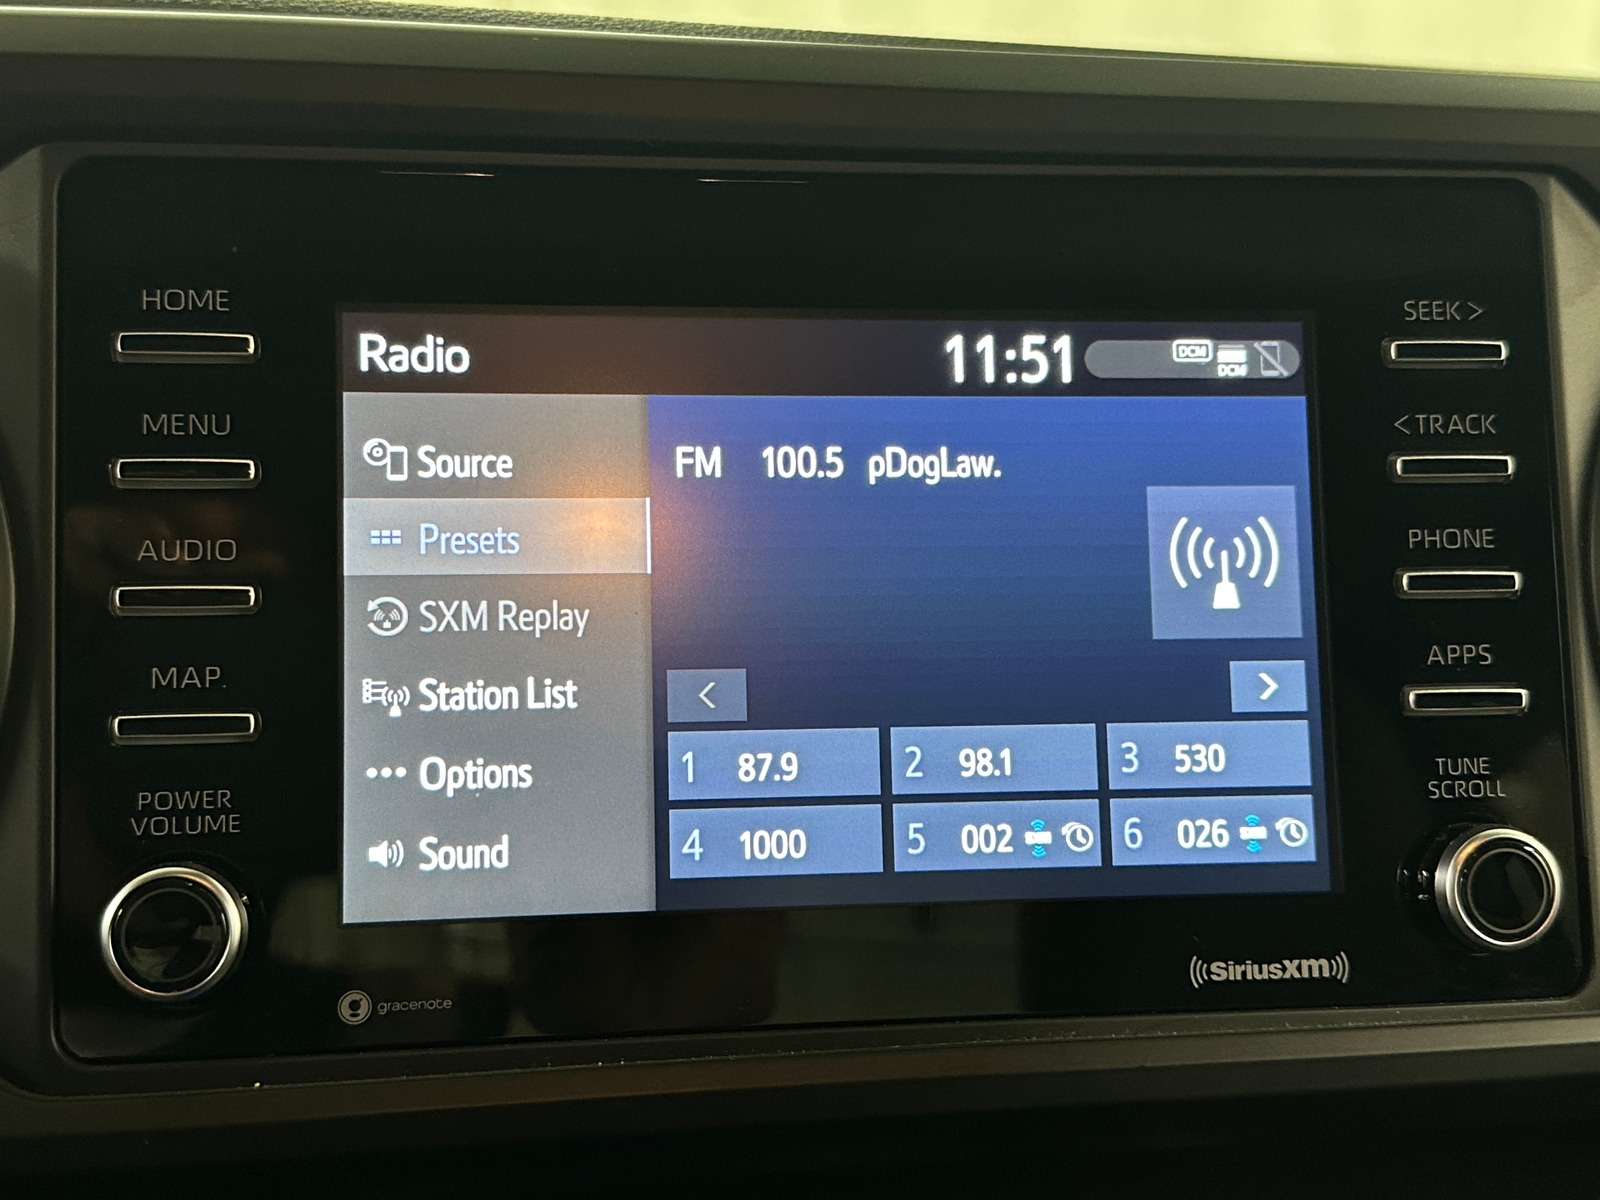 HOME
MENU
AUDIO
MAP.
POWER
VOLUME
Radio
11:51
DCM
DCM
Source
Presets
SXM Replay
Station List
Options
Sound
FM 100.5 pDogLaw.
<
>
1 87.9
2 98.1
3 530
4 1000
5 002
6 026
SEEK >
< TRACK
PHONE
APPS
TUNE
SCROLL
g gracenote
((SiriusXM))